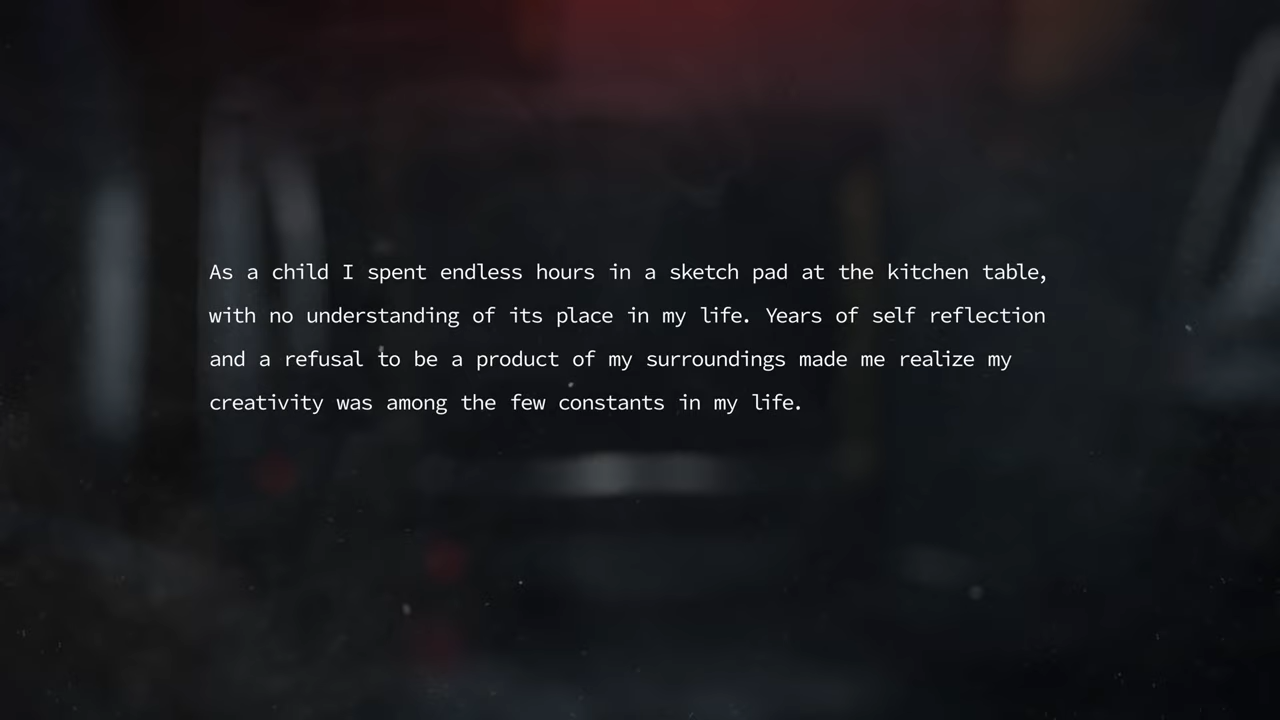 As a child I spent endless hours in a sketch pad at the kitchen table,
with no understanding of its place in my life. Years of self reflection
and a refusal to be a product of my surroundings made me realize my
creativity was among the few constants in my life.